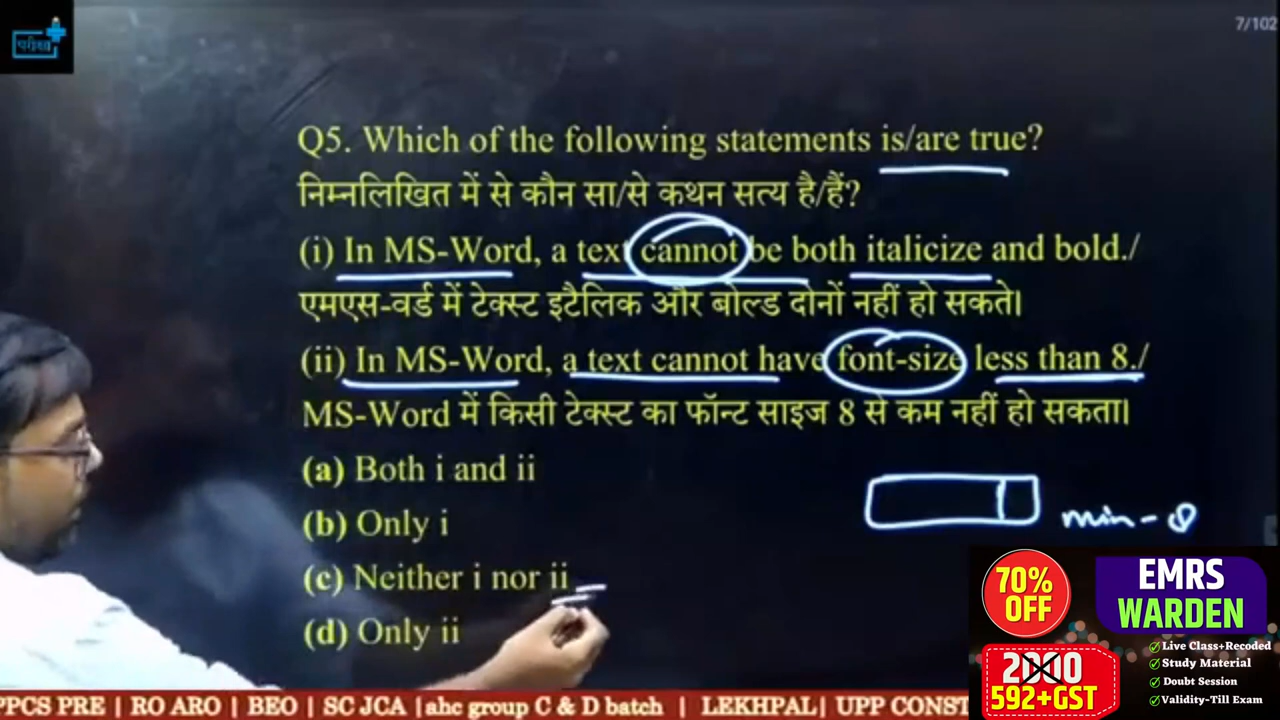 परीक्षा
7/102
Q5. Which of the following statements is/are true?
निम्नलिखित में से कौन सा/से कथन सत्य है/हैं?
(i) In MS-Word, a text cannot be both italicize and bold./
एमएस-वर्ड में टेक्स्ट इटैलिक और बोल्ड दोनों नहीं हो सकते।
(ii) In MS-Word, a text cannot have font-size less than 8./
MS-Word में किसी टेक्स्ट का फॉन्ट साइज 8 से कम नहीं हो सकता।
(a) Both i and ii
(b) Only i
(c) Neither i nor ii
(d) Only ii
min - 8
70%
OFF
EMRS
WARDEN
2000
592+GST
Live Class+Recoded
Study Material
Doubt Session
Validity-Till Exam
PPCS PRE | RO ARO | BEO | SC JCA | ahc group C & D batch | LEKHPAL | UPP CONST